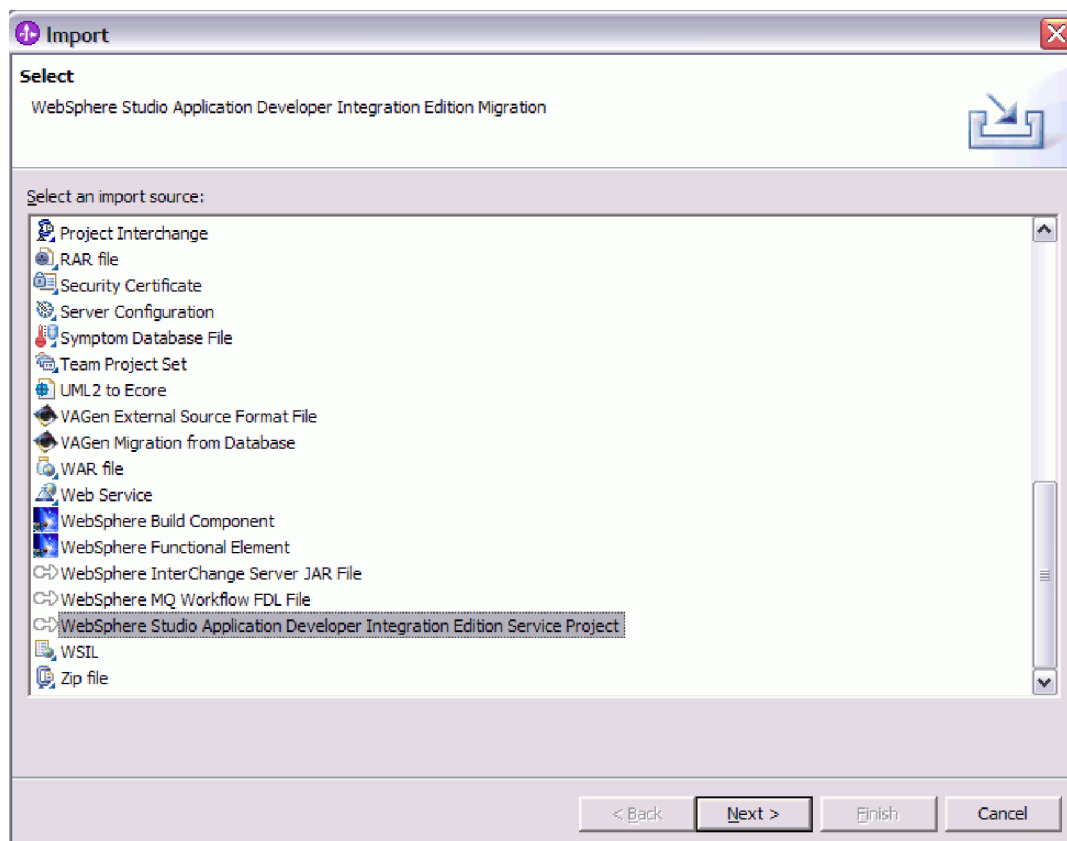 Import
Select
WebSphere Studio Application Developer Integration Edition Migration
Select an import source:
Project Interchange
RAR file
Security Certificate
Server Configuration
Symptom Database File
Team Project Set
UML2 to Ecore
VAGen External Source Format File
VAGen Migration from Database
WAR file
Web Service
WebSphere Build Component
WebSphere Functional Element
WebSphere InterChange Server JAR File
WebSphere MQ Workflow FDL File
WebSphere Studio Application Developer Integration Edition Service Project
WSIL
Zip file
< Back Next > Finish Cancel